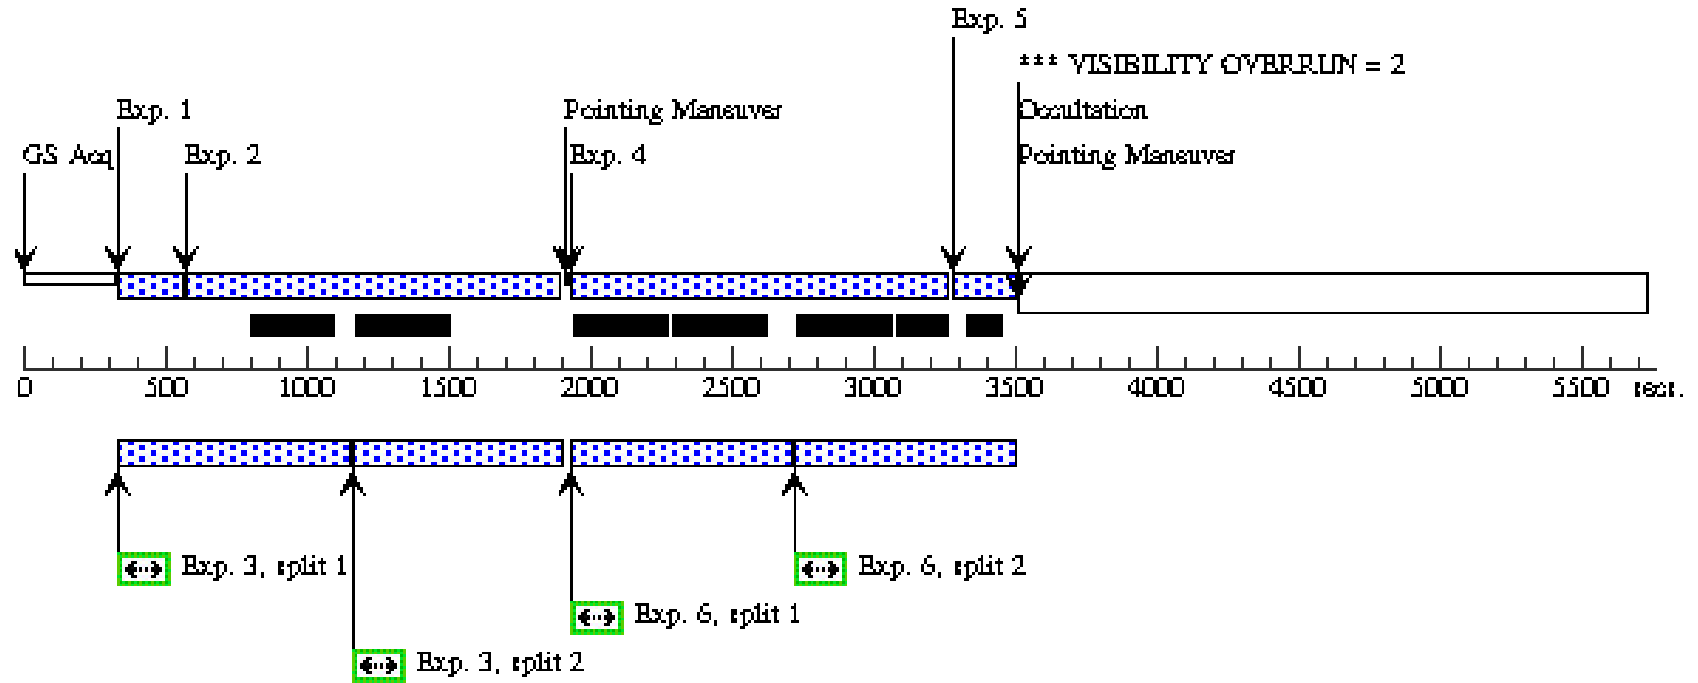 Exp. 5
*** VISIBILITY OVERRUN = 2
Exp. 1 Pointing Maneuver Occultation
GS Acq Exp. 2 Exp. 4 Pointing Maneuver
0 500 1000 1500 2000 2500 3000 3500 4000 4500 5000 5500 secs.
Exp. 3, split 1 Exp. 6, split 2
Exp. 6, split 1
Exp. 3, split 2